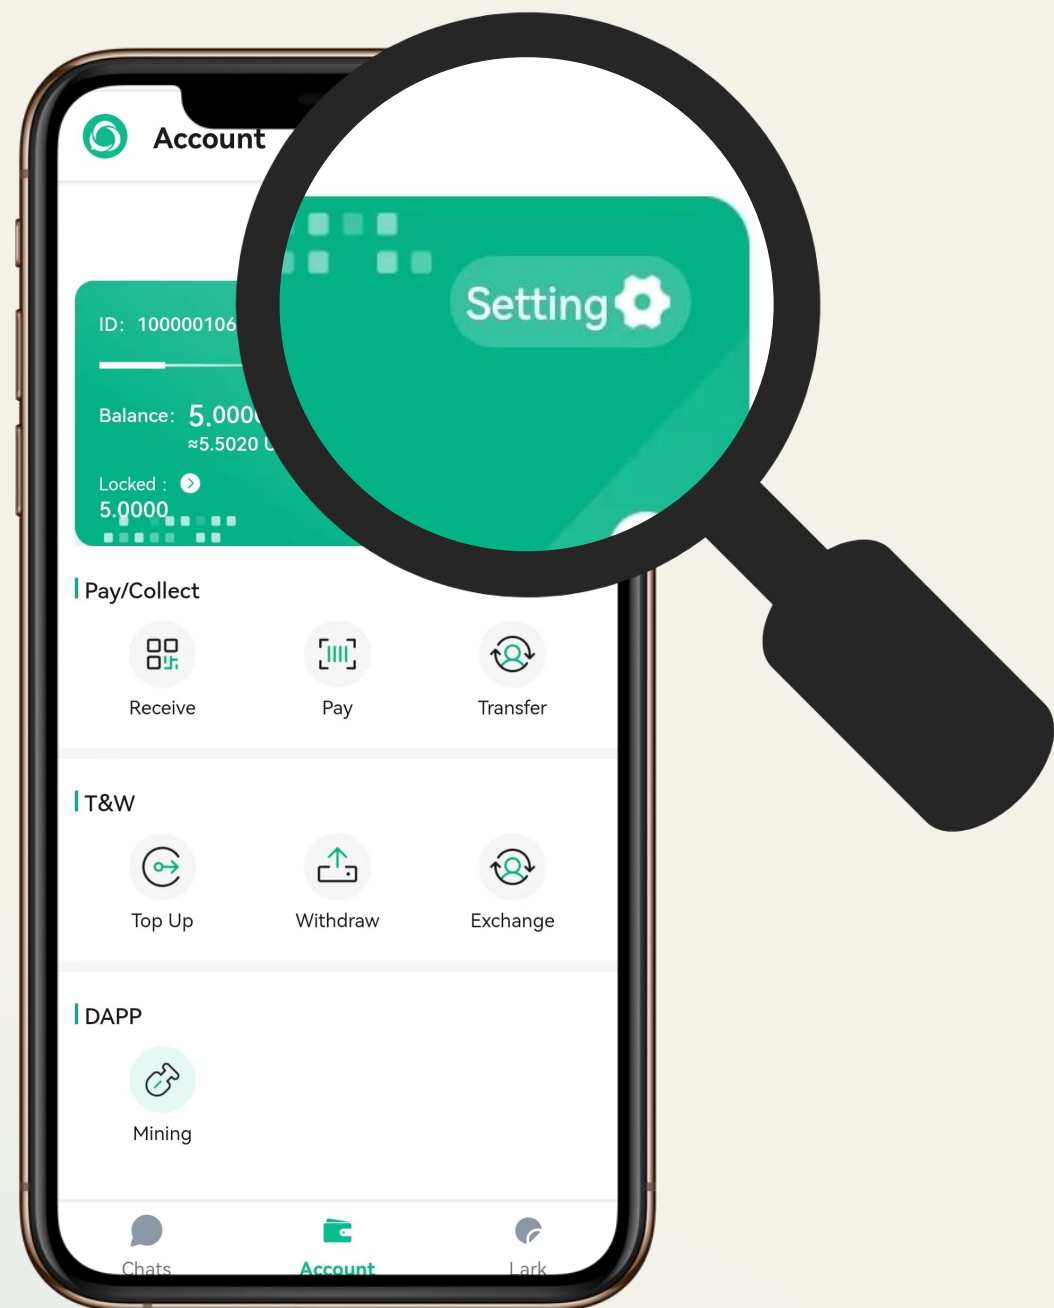 Account
Setting
ID: 100000106
Balance: 5.000
≈5.5020
Locked :
5.0000
Pay/Collect
Receive Pay Transfer
T&W
Top Up Withdraw Exchange
DAPP
Mining
Chats Account Lark